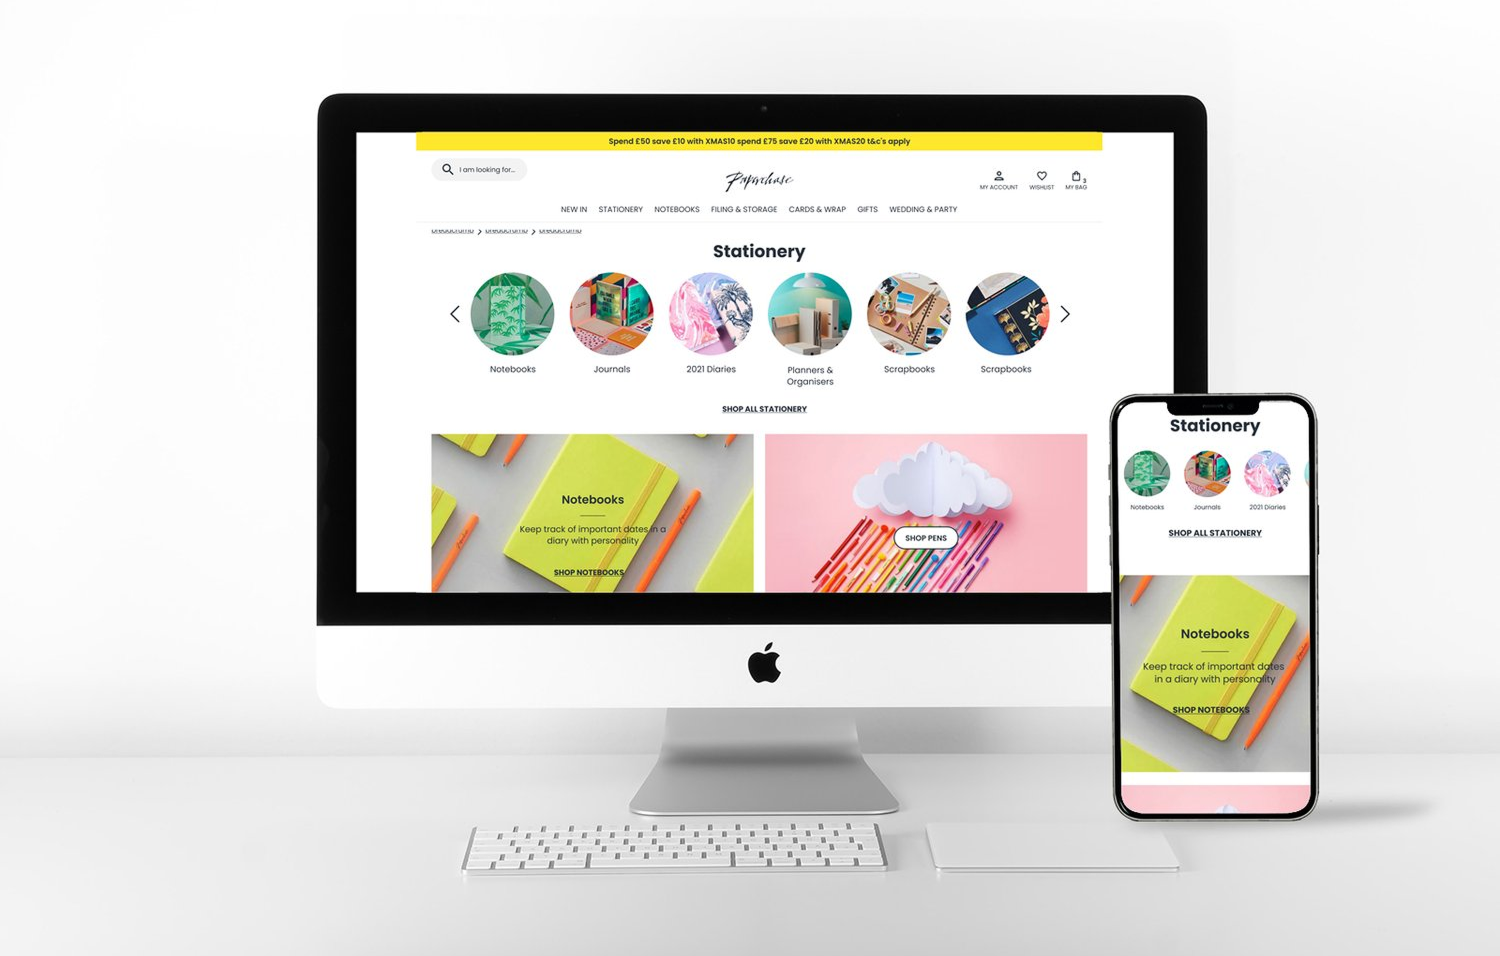 Spend £50 save £10 with XMAS10 spend £75 save £20 with XMAS20 t&c's apply
I am looking for...
Paperchase
MY ACCOUNT
WISHLIST
3
MY BAG
NEW IN STATIONERY NOTEBOOKS FILING & STORAGE CARDS & WRAP GIFTS WEDDING & PARTY
Stationery
Notebooks
Journals
2021 Diaries
Planners &
Organisers
Scrapbooks
Scrapbooks
SHOP ALL STATIONERY
Notebooks
Keep track of important dates in a
diary with personality
SHOP NOTEBOOKS
SHOP PENS
Stationery
Notebooks
Journals
2021 Diaries
SHOP ALL STATIONERY
Notebooks
Keep track of important dates
in a diary with personality
SHOP NOTEBOOKS